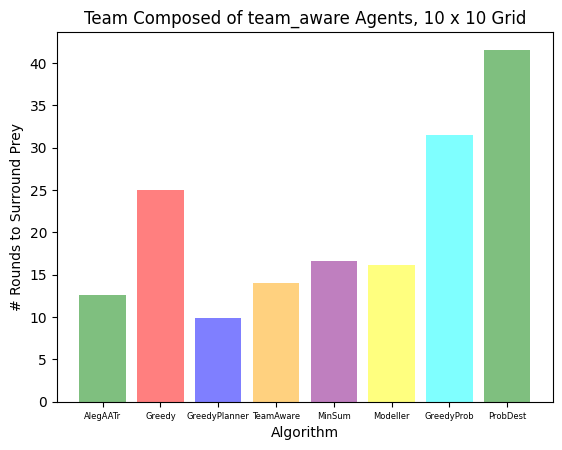 Team Composed of team_aware Agents, 10 x 10 Grid
# Rounds to Surround Prey
40
35
30
25
20
15
10
5
0
AlegAATr Greedy GreedyPlanner TeamAware MinSum Modeller GreedyProb ProbDest
Algorithm